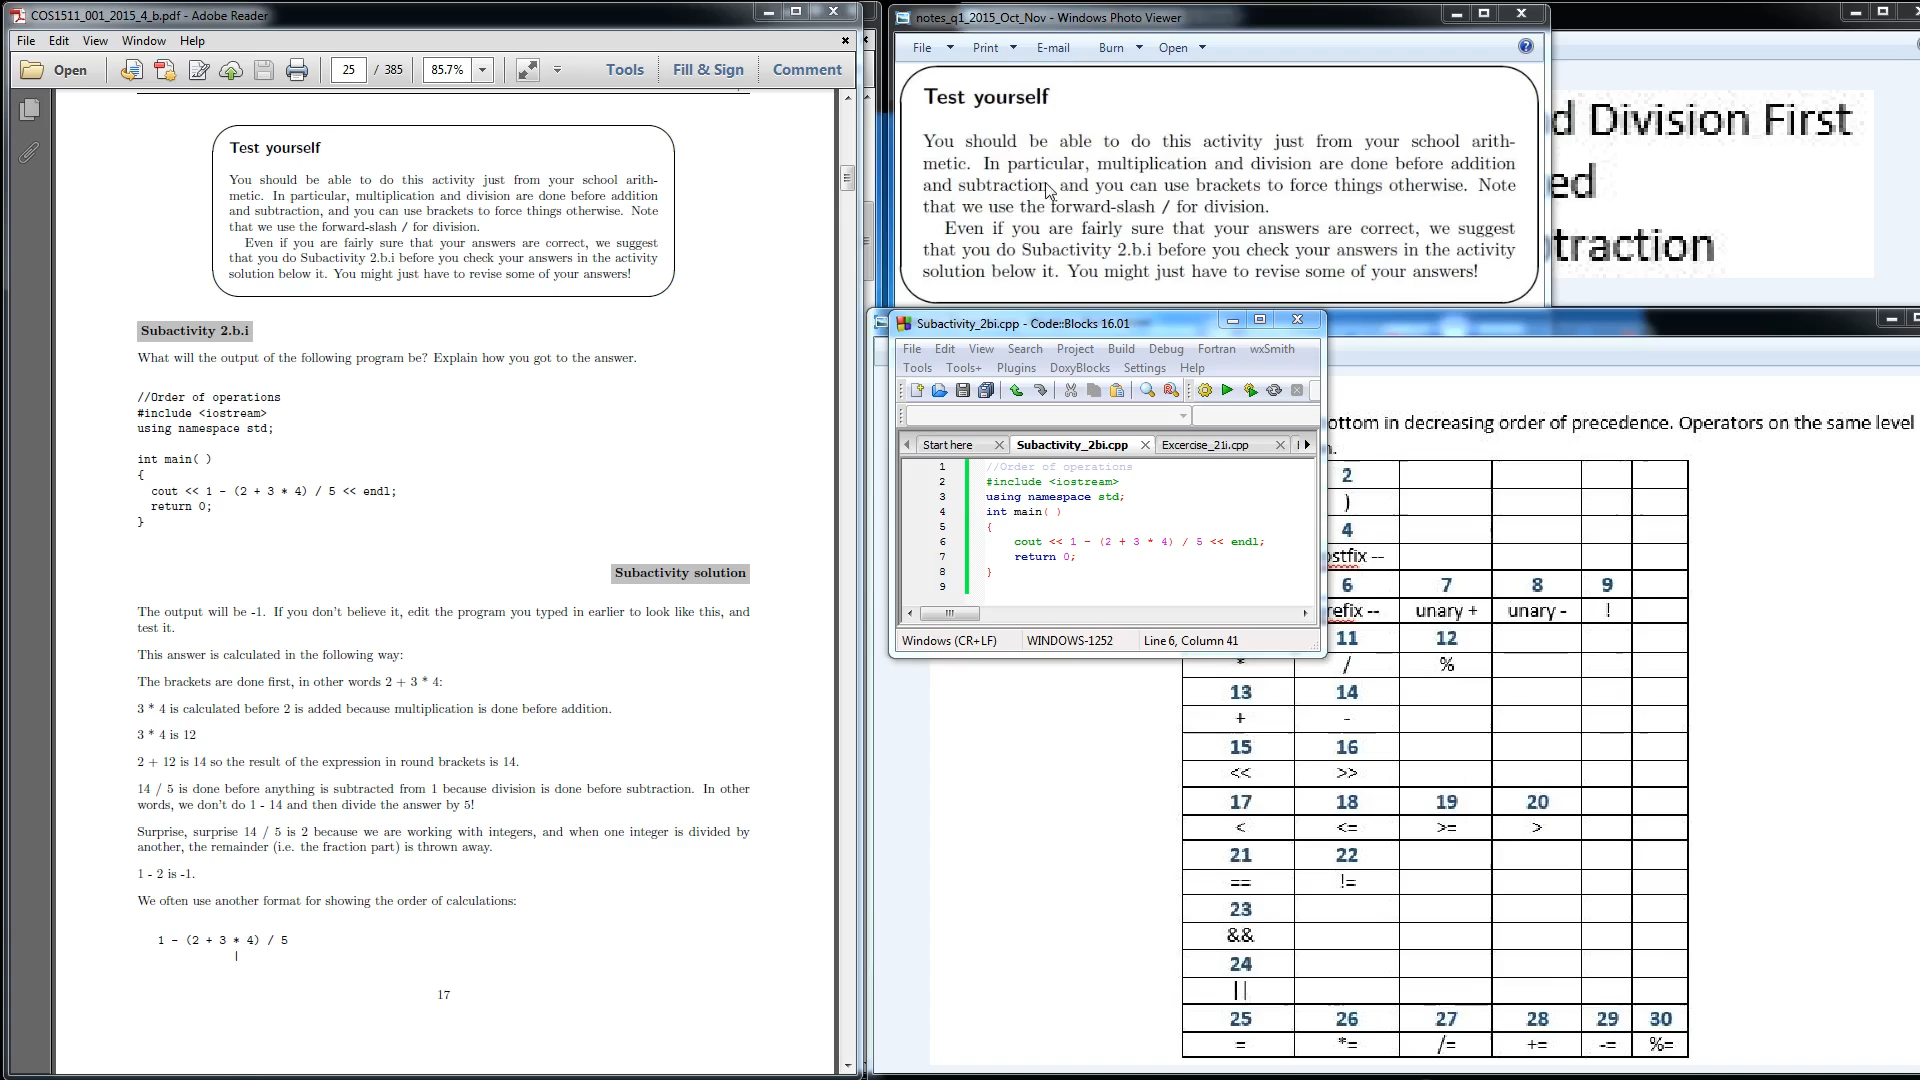 COS1511_001_2015_4_b.pdf - Adobe Reader
File Edit View Window Help
Open 25 / 385 85.7% Tools Fill & Sign Comment
Test yourself
You should be able to do this activity just from your school arith-
metic. In particular, multiplication and division are done before addition
and subtraction, and you can use brackets to force things otherwise. Note
that we use the forward-slash / for division.
Even if you are fairly sure that your answers are correct, we suggest
that you do Subactivity 2.b.i before you check your answers in the activity
solution below it. You might just have to revise some of your answers!
Subactivity 2.b.i
What will the output of the following program be? Explain how you got to the answer.
//Order of operations
#include <iostream>
using namespace std;
int main( )
{
cout << 1 - (2 + 3 * 4) / 5 << endl;
return 0;
}
Subactivity solution
The output will be -1. If you don't believe it, edit the program you typed in earlier to look like this, and
test it.
This answer is calculated in the following way:
The brackets are done first, in other words 2 + 3 * 4:
3 * 4 is calculated before 2 is added because multiplication is done before addition.
3 * 4 is 12
2 + 12 is 14 so the result of the expression in round brackets is 14.
14 / 5 is done before anything is subtracted from 1 because division is done before subtraction. In other
words, we don't do 1 - 14 and then divide the answer by 5!
Surprise, surprise 14 / 5 is 2 because we are working with integers, and when one integer is divided by
another, the remainder (i.e. the fraction part) is thrown away.
1 - 2 is -1.
We often use another format for showing the order of calculations:
1 - (2 + 3 * 4) / 5
|
17
notes_q1_2015_Oct_Nov - Windows Photo Viewer
File Print E-mail Burn Open
Test yourself
You should be able to do this activity just from your school arith-
metic. In particular, multiplication and division are done before addition
and subtraction, and you can use brackets to force things otherwise. Note
that we use the forward-slash / for division.
Even if you are fairly sure that your answers are correct, we suggest
that you do Subactivity 2.b.i before you check your answers in the activity
solution below it. You might just have to revise some of your answers!
d Division First
ed
traction
Subactivity_2bi.cpp - Code::Blocks 16.01
File Edit View Search Project Build Debug Fortran wxSmith
Tools Tools+ Plugins DoxyBlocks Settings Help
Start here Subactivity_2bi.cpp Excercise_21i.cpp
1 //Order of operations
2 #include <iostream>
3 using namespace std;
4 int main( )
5 {
6 cout << 1 - (2 + 3 * 4) / 5 << endl;
7 return 0;
8 }
9
Windows (CR+LF) WINDOWS-1252 Line 6, Column 41
ottom in decreasing order of precedence. Operators on the same level
n.
2
)
4
ostfix --
6 7 8 9
refix -- unary + unary - !
11 12
* / %
13 14
+ -
15 16
<< >>
17 18 19 20
< <= >= >
21 22
== !=
23
&&
24
||
25 26 27 28 29 30
= *= /= += -= %=